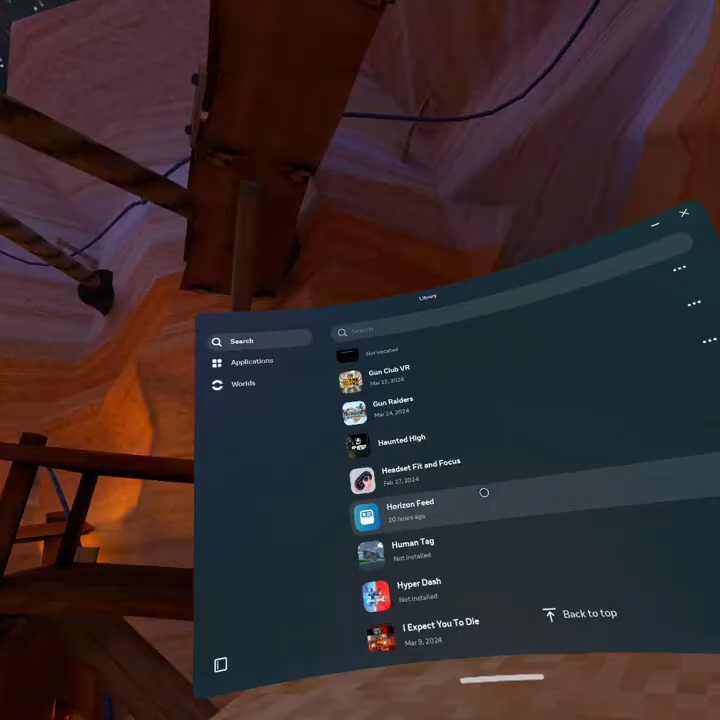 Library
Search
Applications
Worlds
Search
Not installed
Gun Club VR
Mar 25, 2024
Gun Raiders
Mar 24, 2024
Haunted High
Headset Fit and Focus
Feb 27, 2024
Horizon Feed
20 hours ago
Human Tag
Not installed
Hyper Dash
Not installed
I Expect You To Die
Mar 9, 2024
Back to top